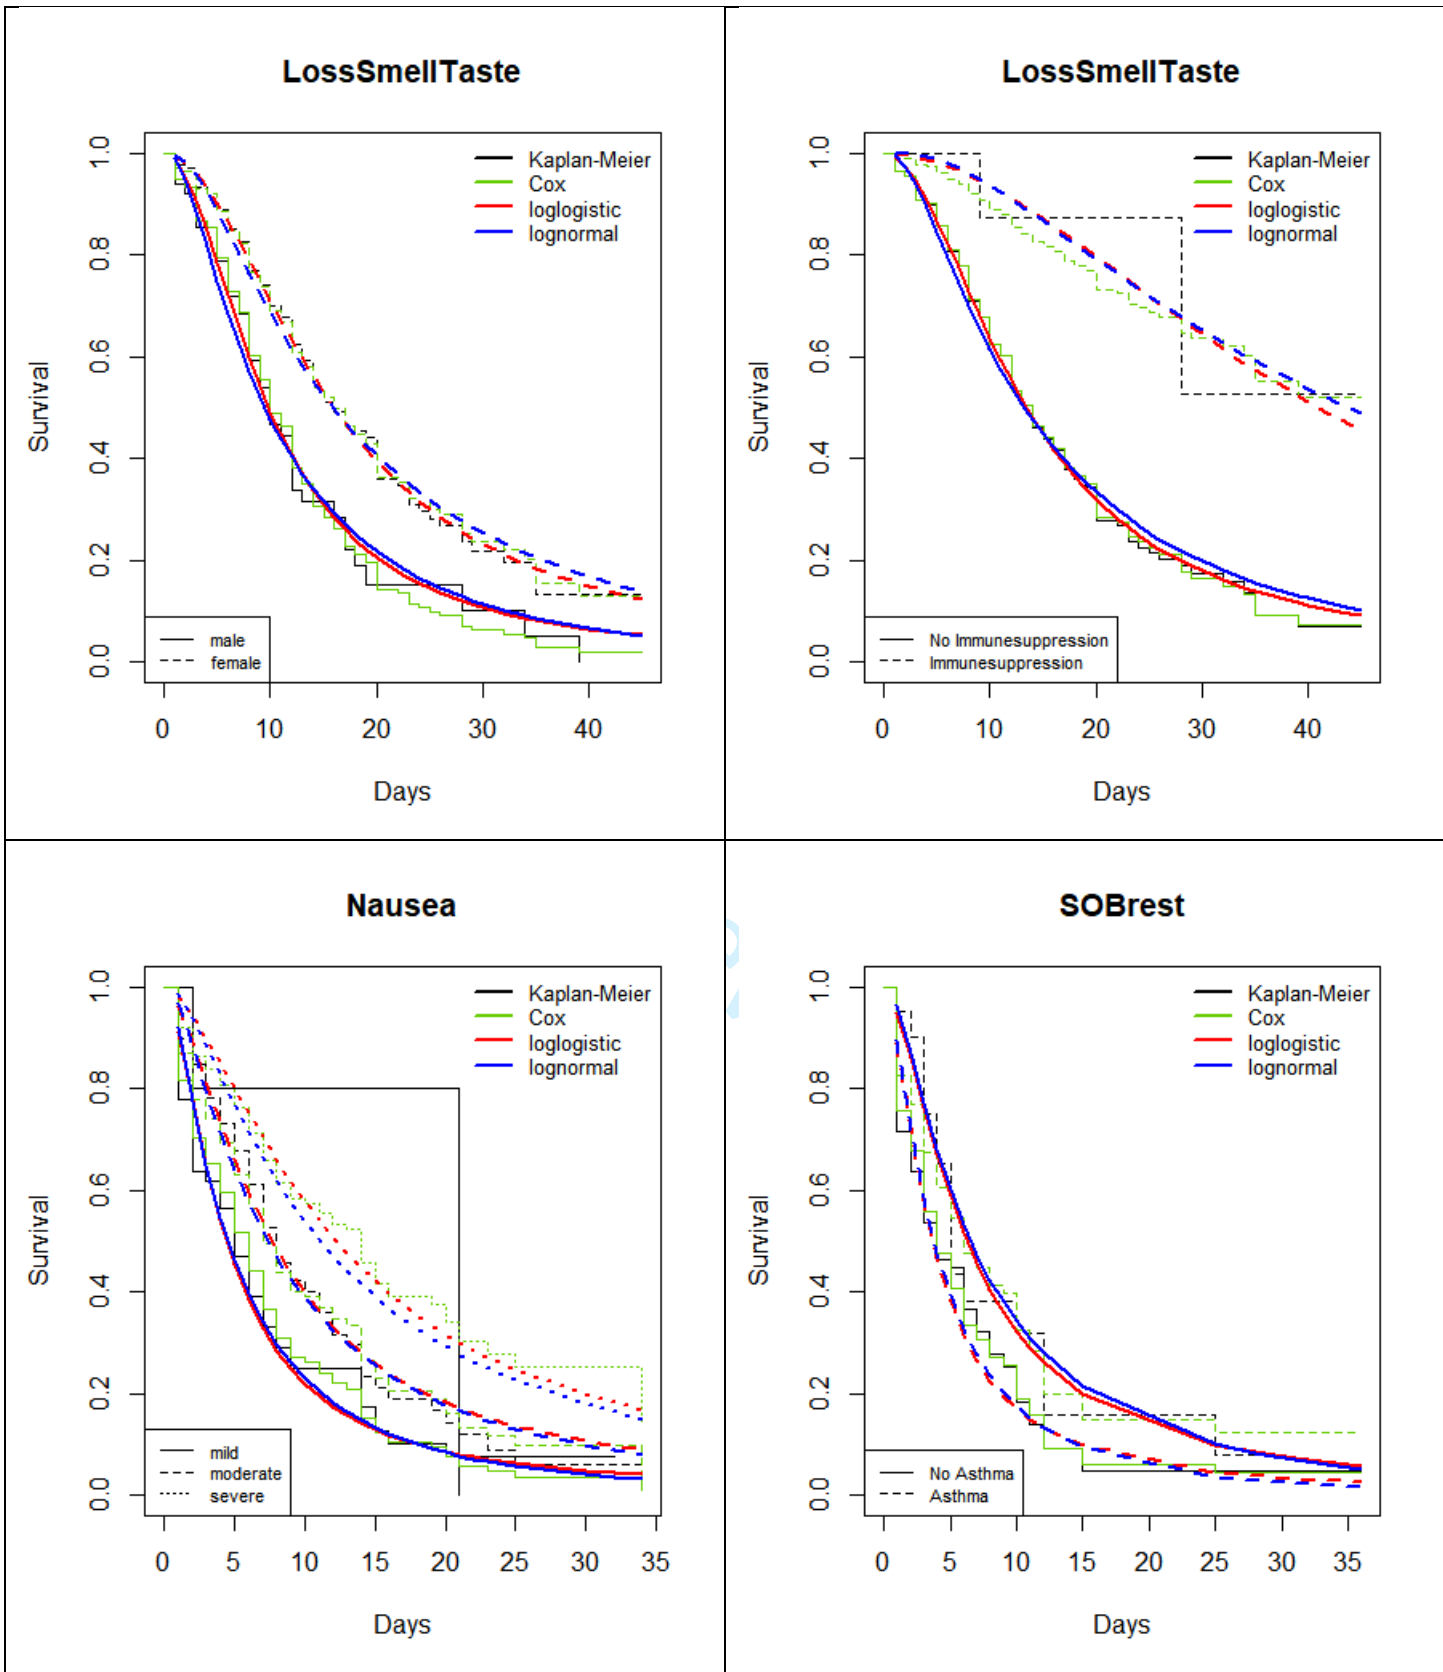 LossSmellTaste
Kaplan-Meier
Cox
loglogistic
lognormal
Survival
1.0
0.8
0.6
0.4
0.2
0.0
male
female
0 10 20 30 40
Days
LossSmellTaste
Kaplan-Meier
Cox
loglogistic
lognormal
Survival
1.0
0.8
0.6
0.4
0.2
0.0
No Immunesuppression
Immunesuppression
0 10 20 30 40
Days
Nausea
Kaplan-Meier
Cox
loglogistic
lognormal
Survival
1.0
0.8
0.6
0.4
0.2
0.0
mild
moderate
severe
0 5 10 15 20 25 30 35
Days
SOBrest
Kaplan-Meier
Cox
loglogistic
lognormal
Survival
1.0
0.8
0.6
0.4
0.2
0.0
No Asthma
Asthma
0 5 10 15 20 25 30 35
Days